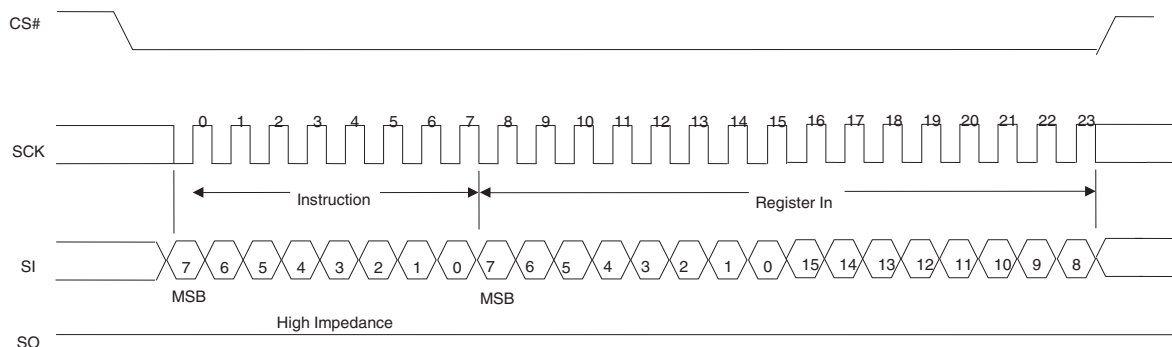 CS#
0 1 2 3 4 5 6 7 8 9 10 11 12 13 14 15 16 17 18 19 20 21 22 23
SCK
Instruction
Register In
SI
7 6 5 4 3 2 1 0 7 6 5 4 3 2 1 0 15 14 13 12 11 10 9 8
MSB
MSB
High Impedance
SO